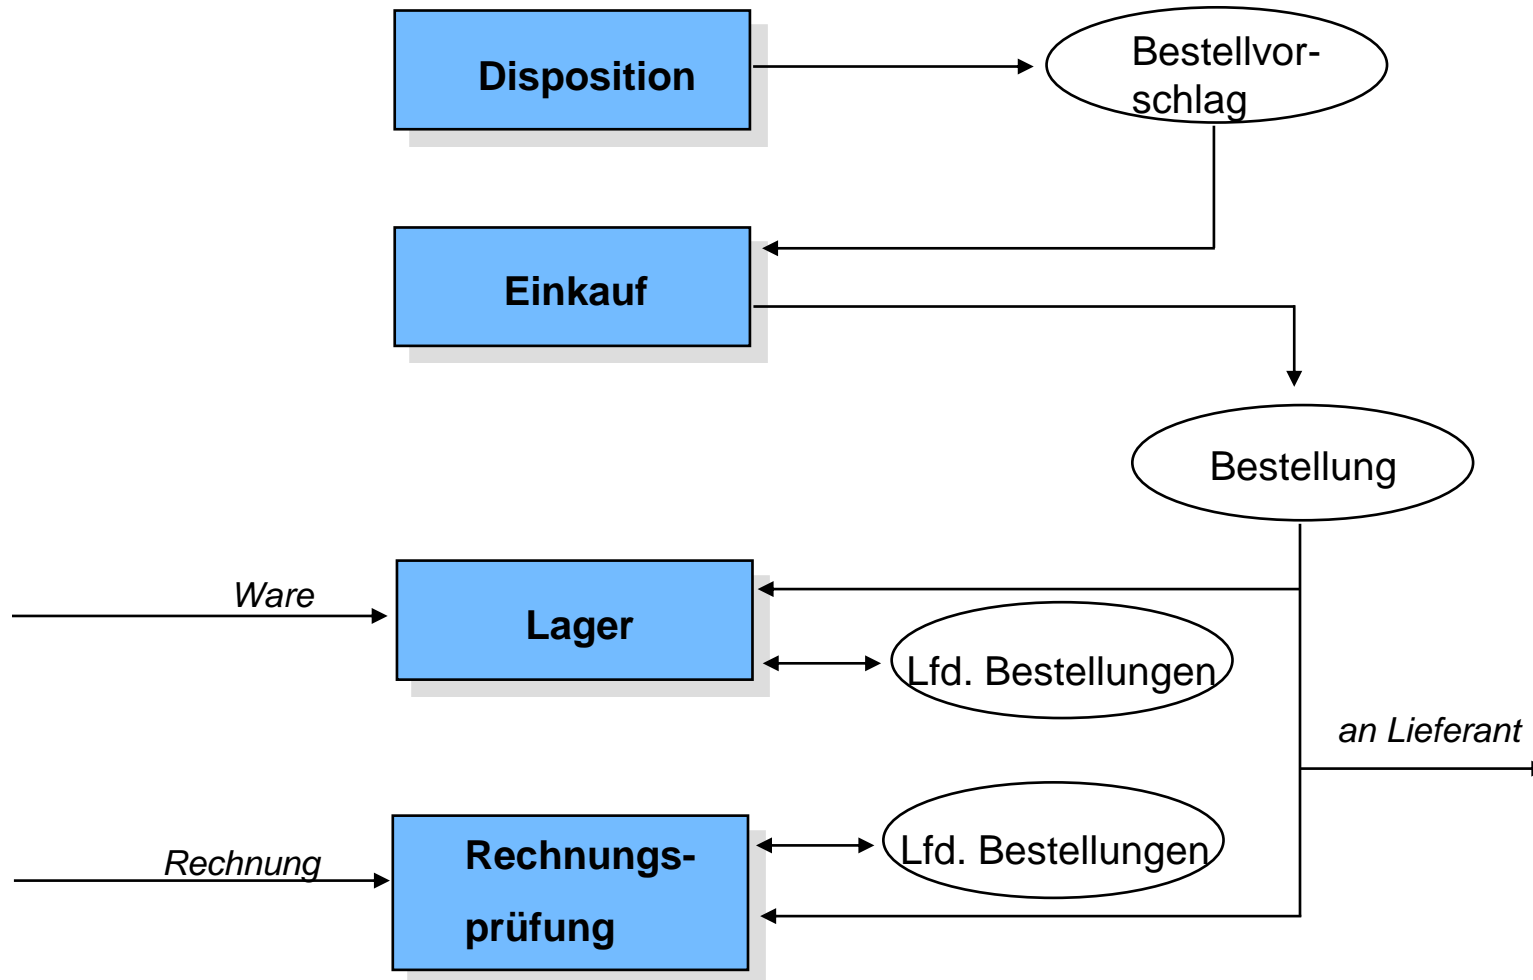 Disposition
Bestellvor-
schlag
Einkauf
Bestellung
Ware
Lager
Lfd. Bestellungen
an Lieferant
Rechnung
Rechnungs-
prüfung
Lfd. Bestellungen